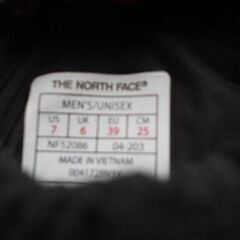 THE NORTH FACE®
MEN'S/UNISEX
US UK EU CM
7 6 39 25
NF52086 04-203
MADE IN VIETNAM